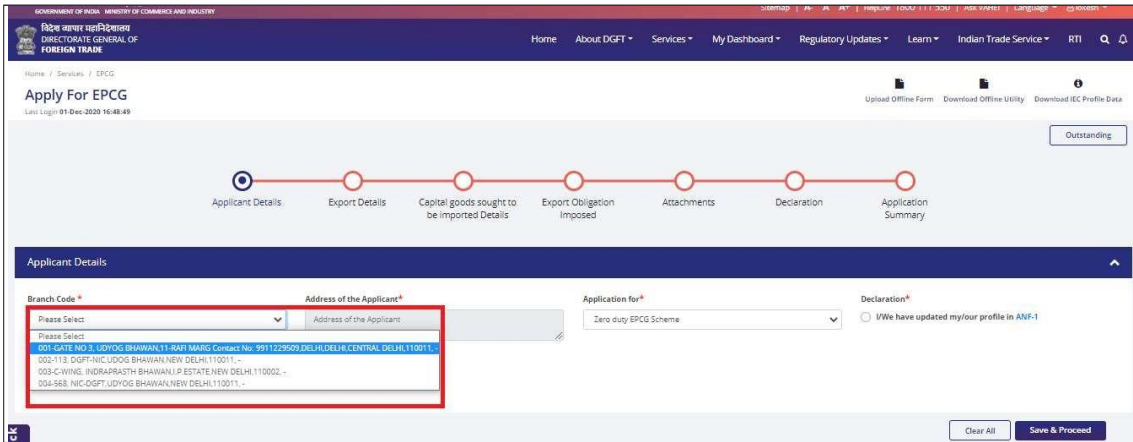 GOVERNMENT OF INDIA MINISTRY OF COMMERCE AND INDUSTRY
Sitemap | A- A A+ | Helpline 1800 111 550 | Ask VAHEI | Language
विदेश व्यापार महानिदेशालय
DIRECTORATE GENERAL OF
FOREIGN TRADE
Home About DGFT Services My Dashboard Regulatory Updates Learn Indian Trade Service RTI
Home / Services / EPCG
Apply For EPCG
Last Login 01-Dec-2020 16:48:49
Upload Offline Form Download Offline Utility Download IEC Profile Data
Outstanding
Applicant Details Export Details Capital goods sought to be imported Details Export Obligation Imposed Attachments Declaration Application Summary
Applicant Details
Branch Code * Address of the Applicant* Application for* Declaration*
Please Select Address of the Applicant Zero duty EPCG Scheme I/We have updated my/our profile in ANF-1
Please Select
001-GATE NO 3, UDYOG BHAWAN,11-RAFI MARG Contact No: 9911229509,DELHI,DELHI,CENTRAL DELHI,110011, -
002-113, DGFT-NIC,UDOG BHAWAN,NEW DELHI,110011, -
003-C-WING, INDRAPRASTH BHAWAN,I.P.ESTATE,NEW DELHI,110002, -
004-568, NIC-DGFT,UDYOG BHAWAN,NEW DELHI,110011, -
Clear All Save & Proceed